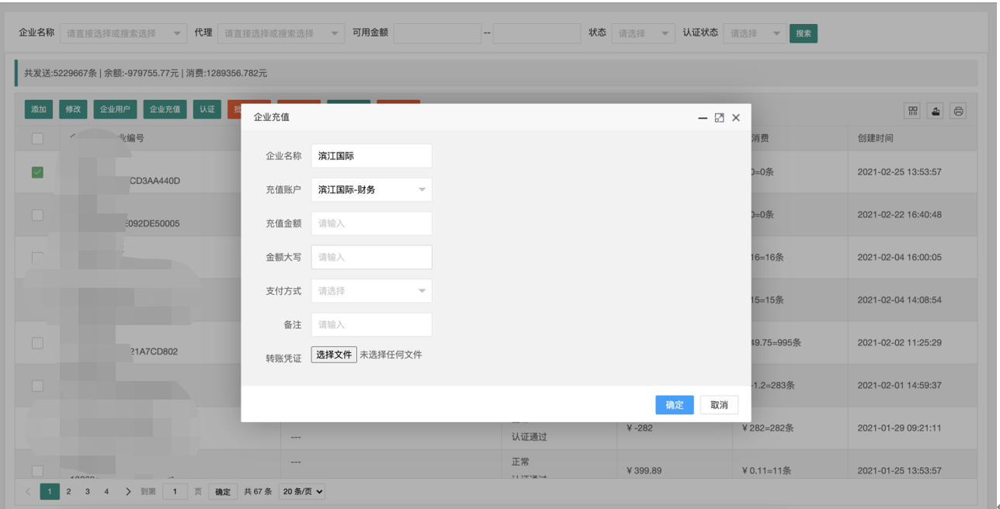 企业名称 请直接选择或搜索选择 代理 请直接选择或搜索选择 可用金额 -- 状态 请选择 认证状态 请选择 搜索
共发送:5229667条 | 余额:-979755.77元 | 消费:1289356.782元
添加 修改 企业用户 企业充值 认证 批
企业充值
业编号 消费 创建时间
企业名称 滨江国际
CD3AA440D 0=0条 2021-02-25 13:53:57
充值账户 滨江国际-财务
E092DE50005 0=0条 2021-02-22 16:40:48
充值金额 请输入
金额大写 请输入
16=16条 2021-02-04 16:00:05
支付方式 请选择
15=15条 2021-02-04 14:08:54
备注 请输入
21A7CD802 49.75=995条 2021-02-02 11:25:29
转账凭证 选择文件 未选择任何文件
-1.2=283条 2021-02-01 14:59:37
确定 取消
¥ -282 ¥ 282=282条 2021-01-29 09:21:11
--- 认证通过
--- 正常
¥ 399.89 ¥ 0.11=11条 2021-01-25 13:53:57
1 2 3 4 到第 1 页 确定 共 67 条 20 条/页